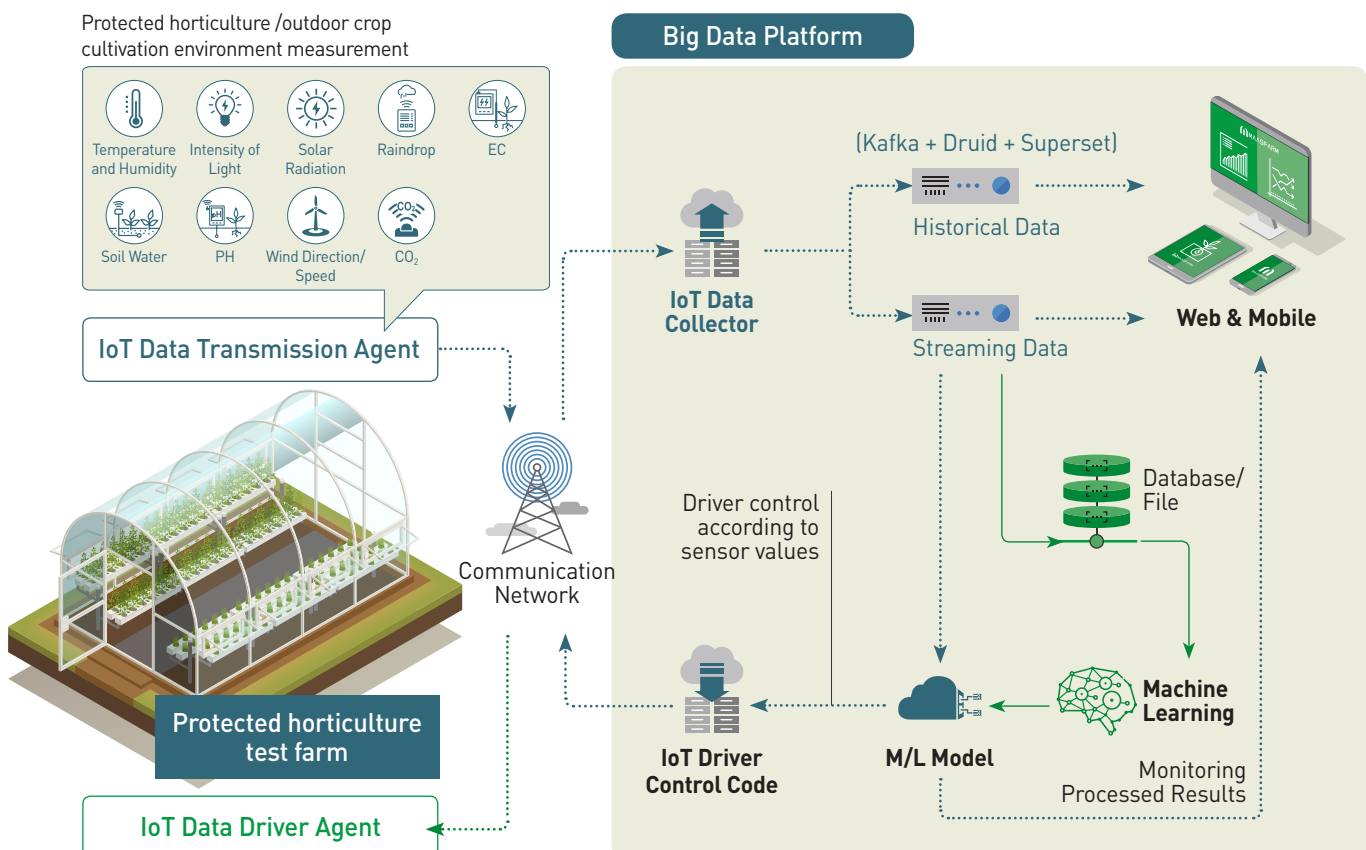 Protected horticulture /outdoor crop
cultivation environment measurement
Temperature
and Humidity
Intensity of
Light
Solar
Radiation
Raindrop
EC
Soil Water
pH
PH
Wind Direction/
Speed
CO₂
CO₂
IoT Data Transmission Agent
Protected horticulture
test farm
IoT Data Driver Agent
Communication
Network
Big Data Platform
IoT Data
Collector
(Kafka + Druid + Superset)
Historical Data
Streaming Data
Web & Mobile
Database/
File
Driver control
according to
sensor values
Machine
Learning
M/L Model
IoT Driver
Control Code
Monitoring
Processed Results